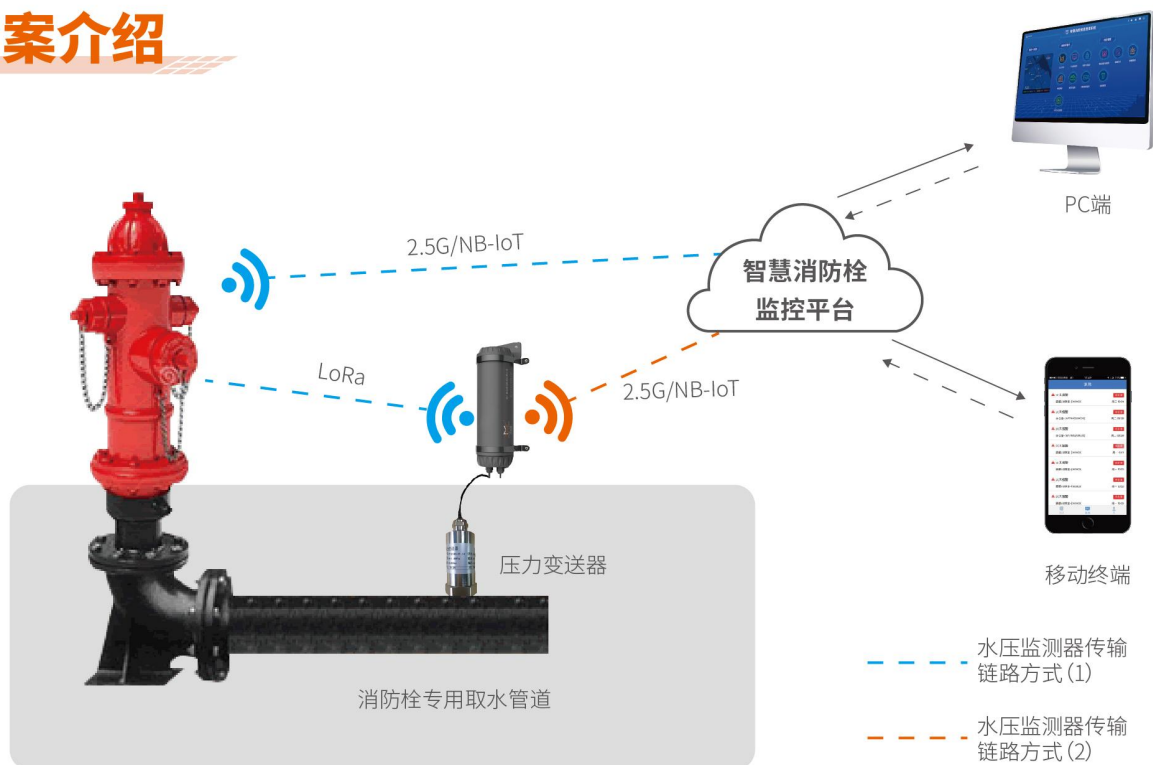 案介绍
PC端
2.5G/NB-IoT
智慧消防栓
监控平台
LoRa
2.5G/NB-IoT
压力变送器
移动终端
消防栓专用取水管道
水压监测器传输
链路方式(1)
水压监测器传输
链路方式(2)